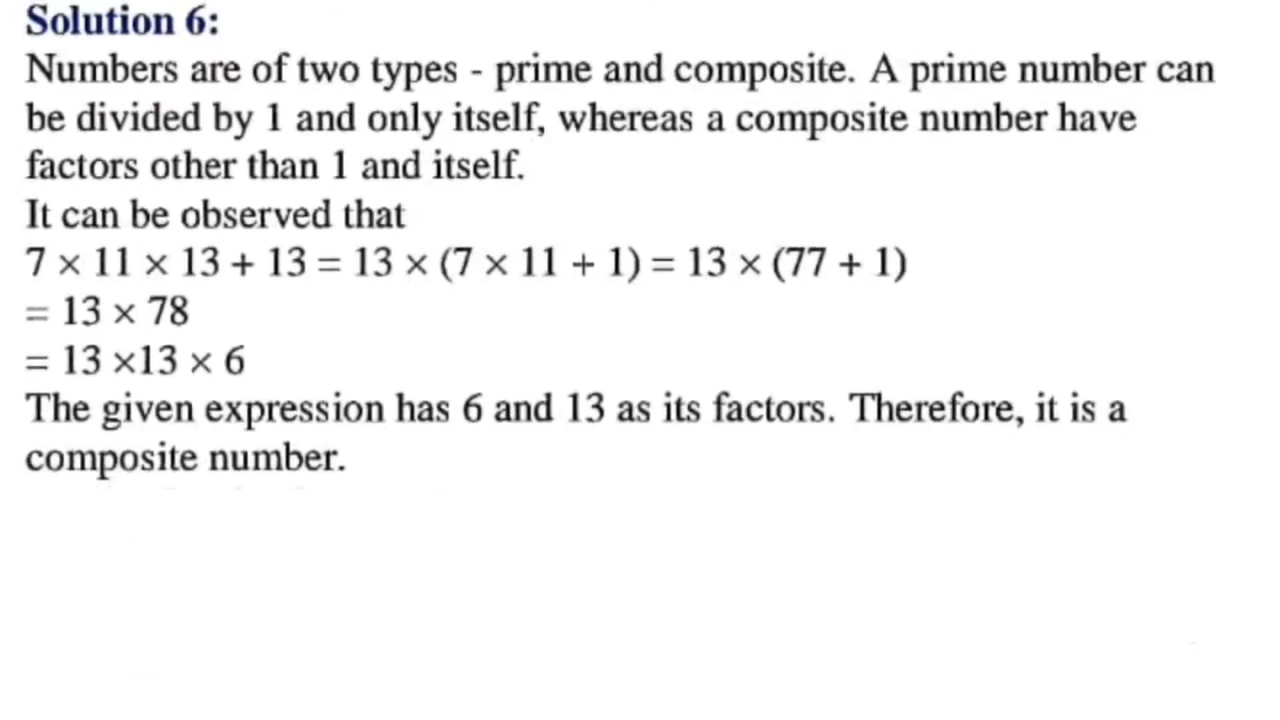 Solution 6:
Numbers are of two types - prime and composite. A prime number can
be divided by 1 and only itself, whereas a composite number have
factors other than 1 and itself.
It can be observed that
7 × 11 × 13 + 13 = 13 × (7 × 11 + 1) = 13 × (77 + 1)
= 13 × 78
= 13 ×13 × 6
The given expression has 6 and 13 as its factors. Therefore, it is a
composite number.